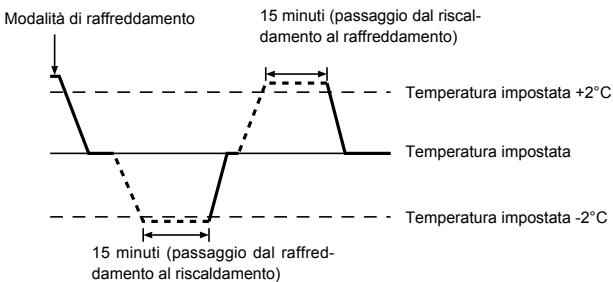 Modalità di raffreddamento
15 minuti (passaggio dal riscal-
damento al raffreddamento)
Temperatura impostata +2°C
Temperatura impostata
Temperatura impostata -2°C
15 minuti (passaggio dal raffred-
damento al riscaldamento)